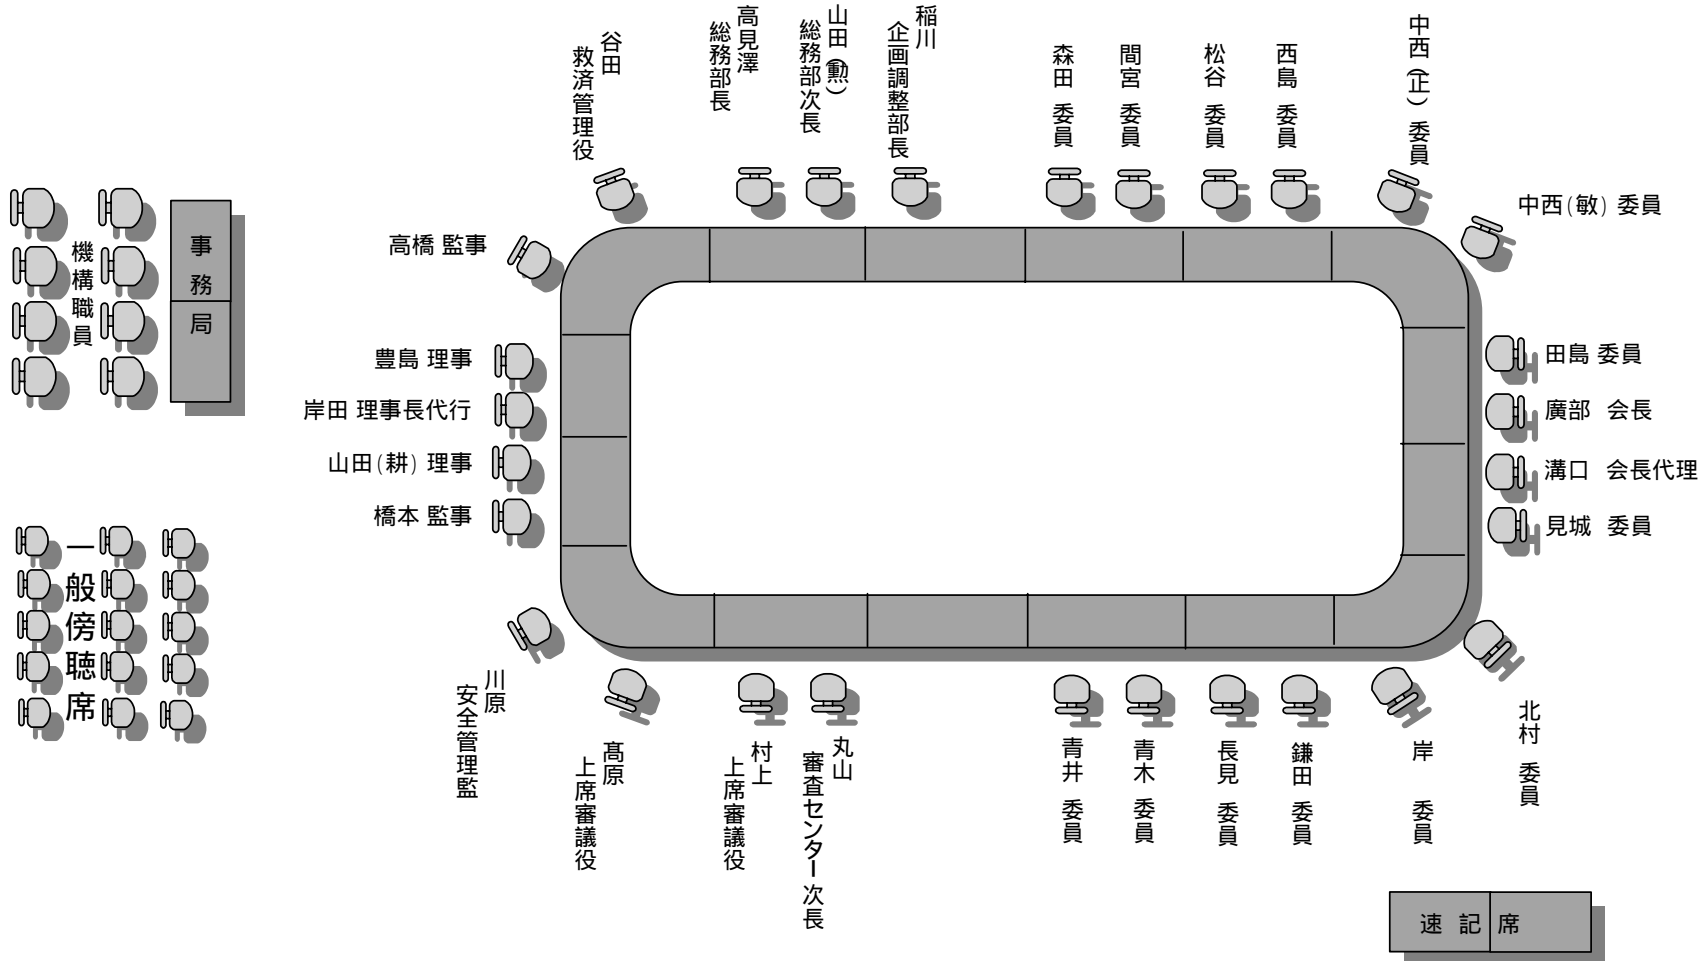 谷田
救済管理役
高見澤
総務部長
山田(勲)
総務部次長
稲川
企画調整部長
森田 委員
間宮 委員
松谷 委員
西島 委員
中西(正) 委員
中西(敏) 委員
高橋 監事
豊島 理事
岸田 理事長代行
山田(耕) 理事
橋本 監事
田島 委員
廣部 会長
溝口 会長代理
見城 委員
川原
安全管理監
髙原
上席審議役
村上
上席審議役
丸山
審査センター次長
青井 委員
青木 委員
長見 委員
鎌田 委員
岸 委員
北村 委員
機構職員
事務局
一般傍聴席
速記席